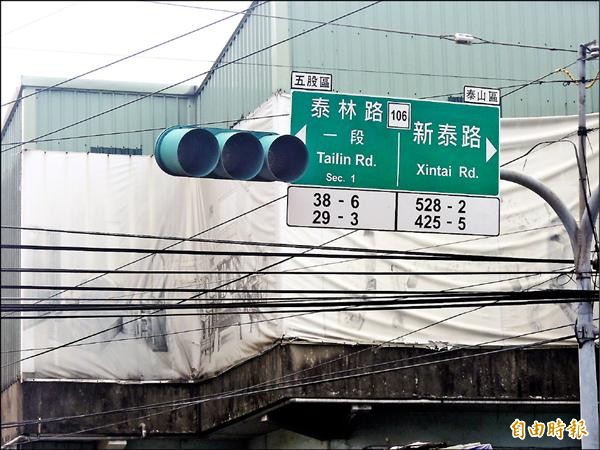 五股區
泰山區
泰林路
一段
Tailin Rd.
Sec. 1
106
新泰路
Xintai Rd.
38 - 6
29 - 3
528 - 2
425 - 5
自由時報